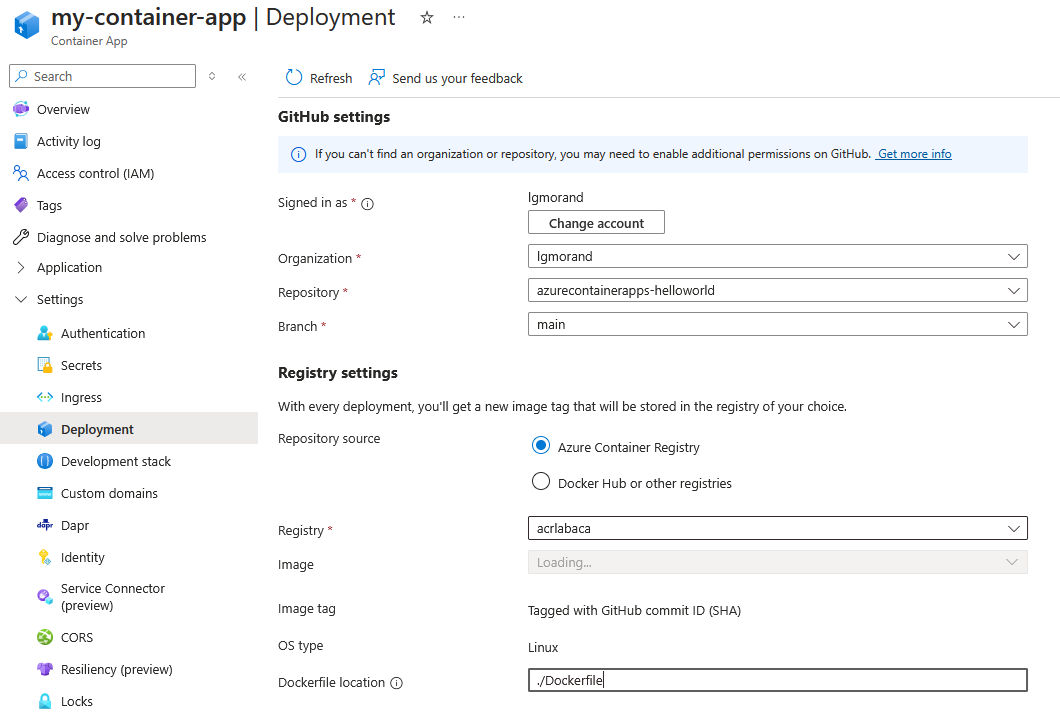 my-container-app | Deployment
Container App
Search
Overview
Activity log
Access control (IAM)
Tags
Diagnose and solve problems
Application
Settings
Authentication
Secrets
Ingress
Deployment
Development stack
Custom domains
dapr Dapr
Identity
Service Connector
(preview)
CORS
Resiliency (preview)
Locks
Refresh
Send us your feedback
GitHub settings
If you can't find an organization or repository, you may need to enable additional permissions on GitHub. Get more info
Signed in as *
lgmorand
Change account
Organization *
lgmorand
Repository *
azurecontainerapps-helloworld
Branch *
main
Registry settings
With every deployment, you'll get a new image tag that will be stored in the registry of your choice.
Repository source
Azure Container Registry
Docker Hub or other registries
Registry *
acrlabaca
Image
Loading...
Image tag
Tagged with GitHub commit ID (SHA)
OS type
Linux
Dockerfile location
./Dockerfile